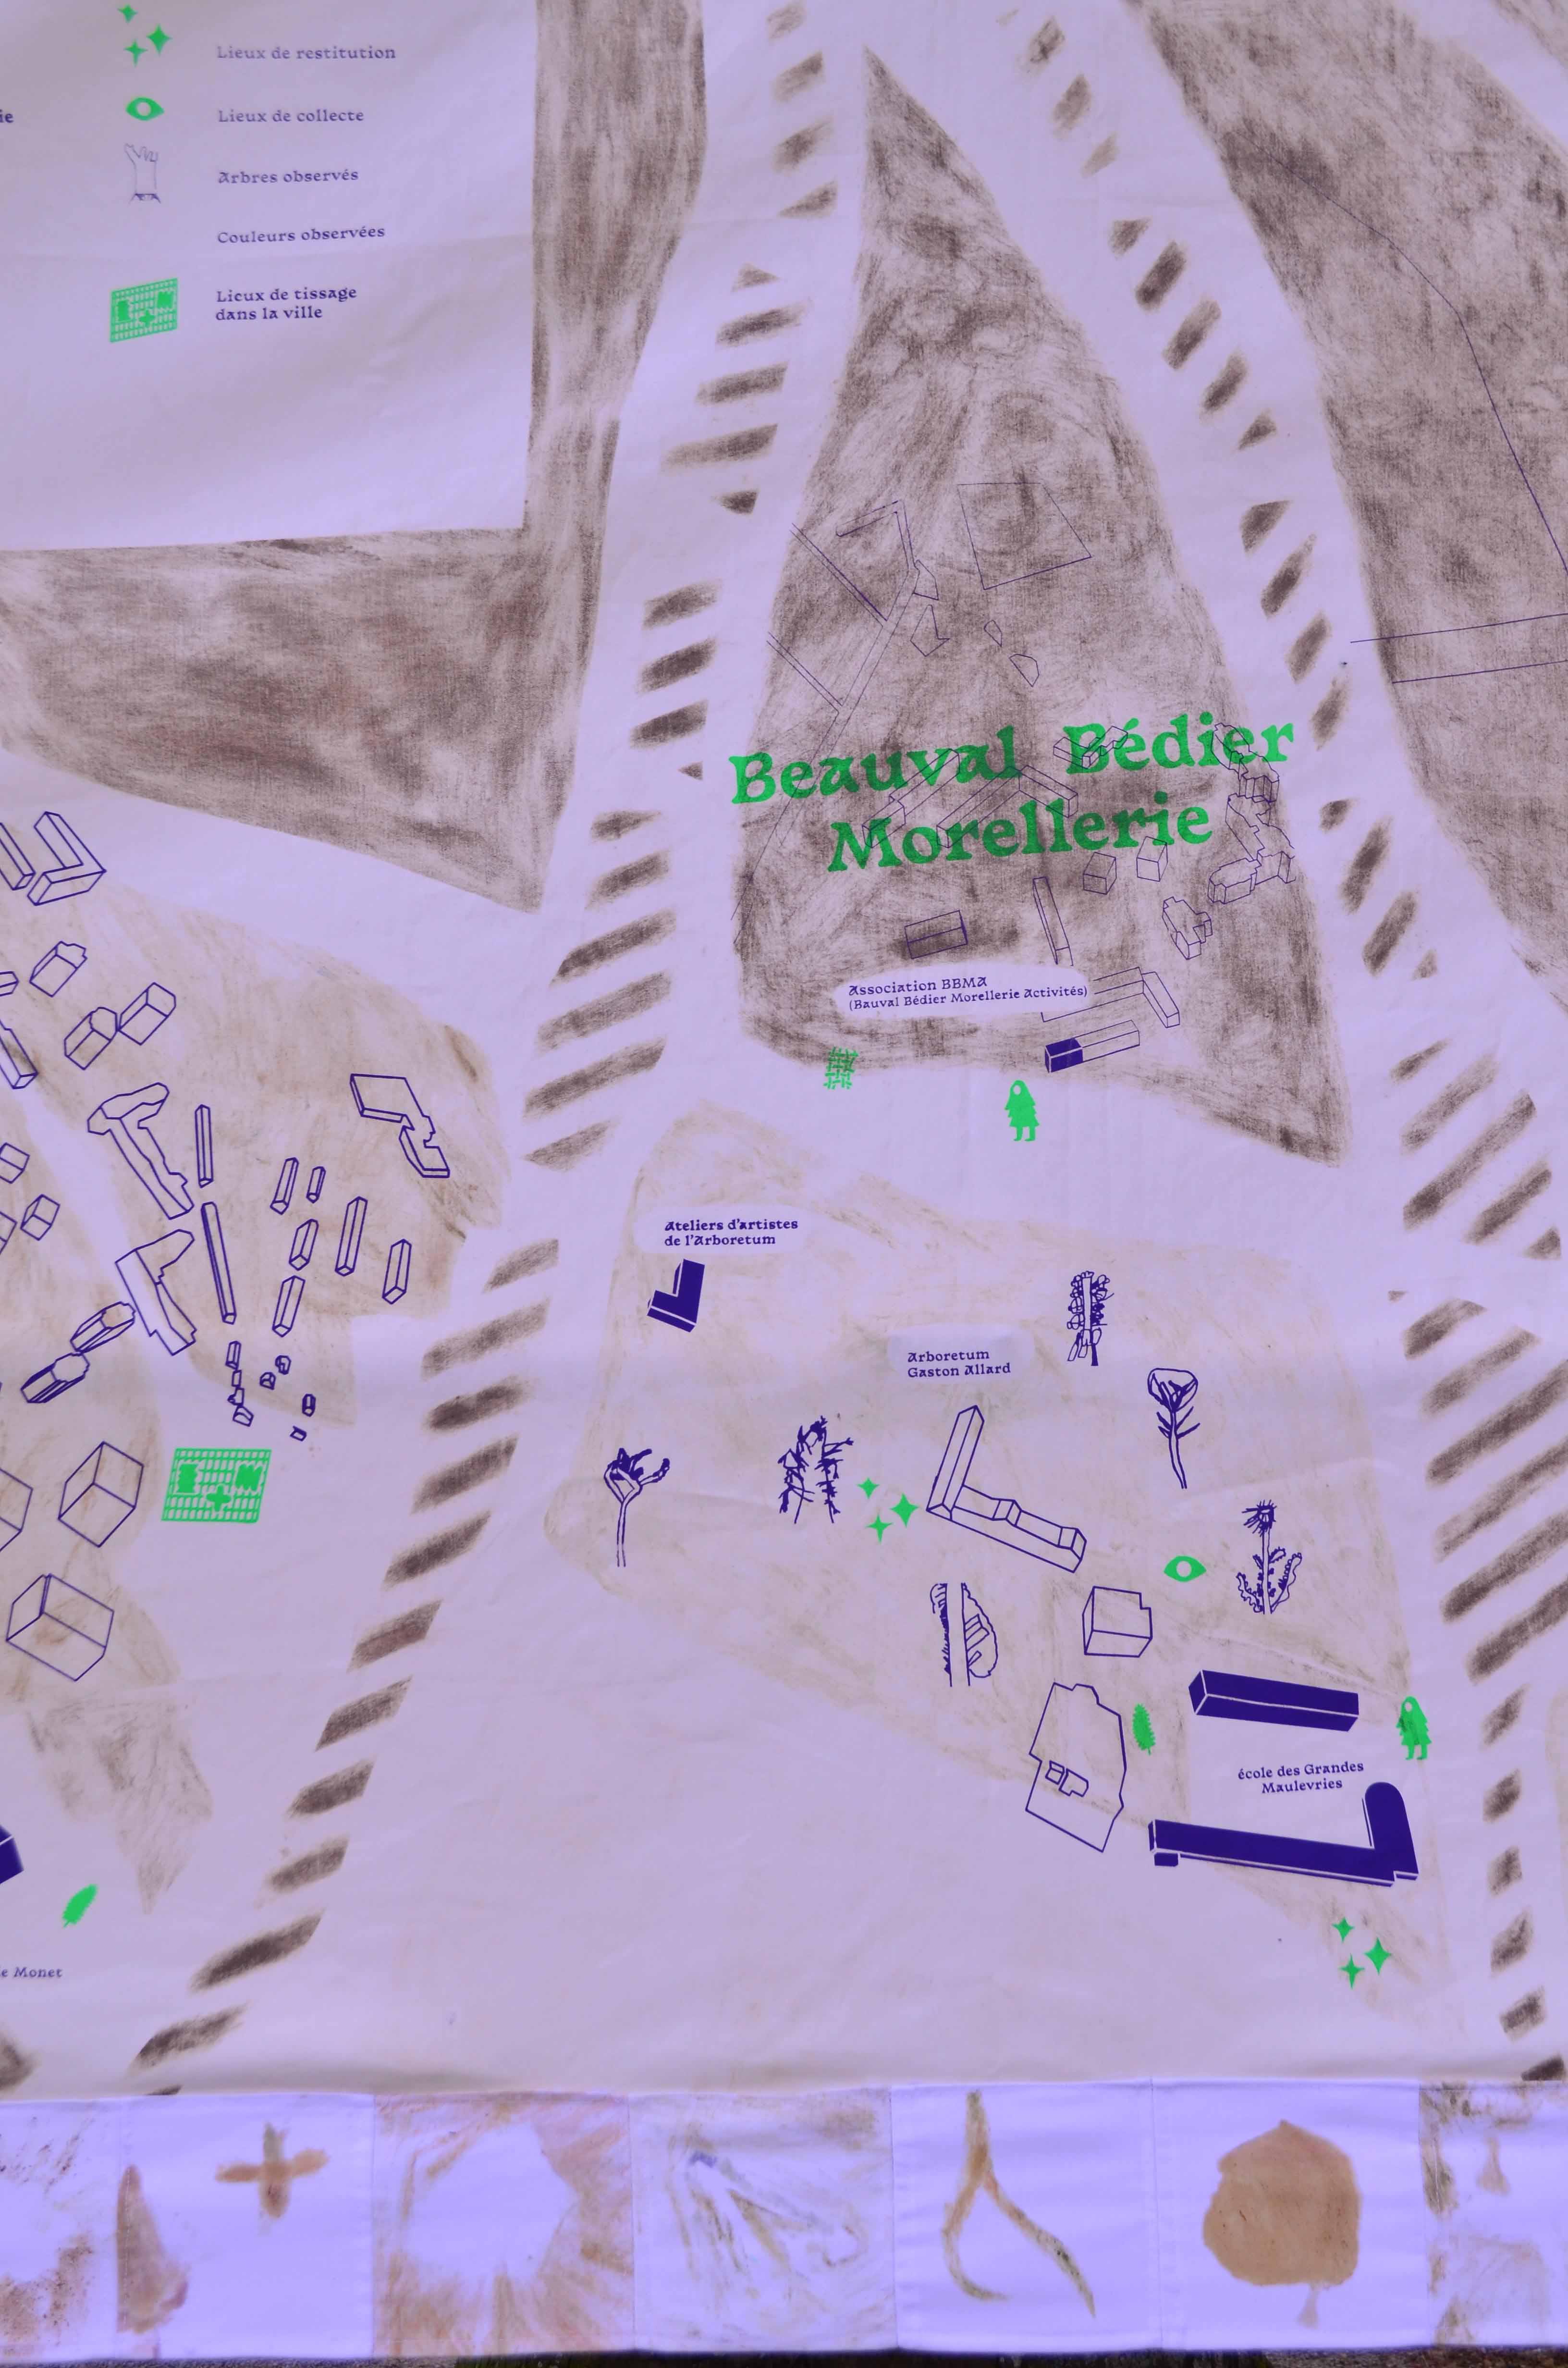 Lieux de restitution
ie
Lieux de collecte
Arbres observés
Couleurs observées
Lieux de tissage
dans la ville
Beauval Bédier
Morellerie
Association BBMA
(Bauval Bédier Morellerie Activités)
Ateliers d'artistes
de l'Arboretum
Arboretum
Gaston Allard
école des Grandes
Maulevries
e Monet